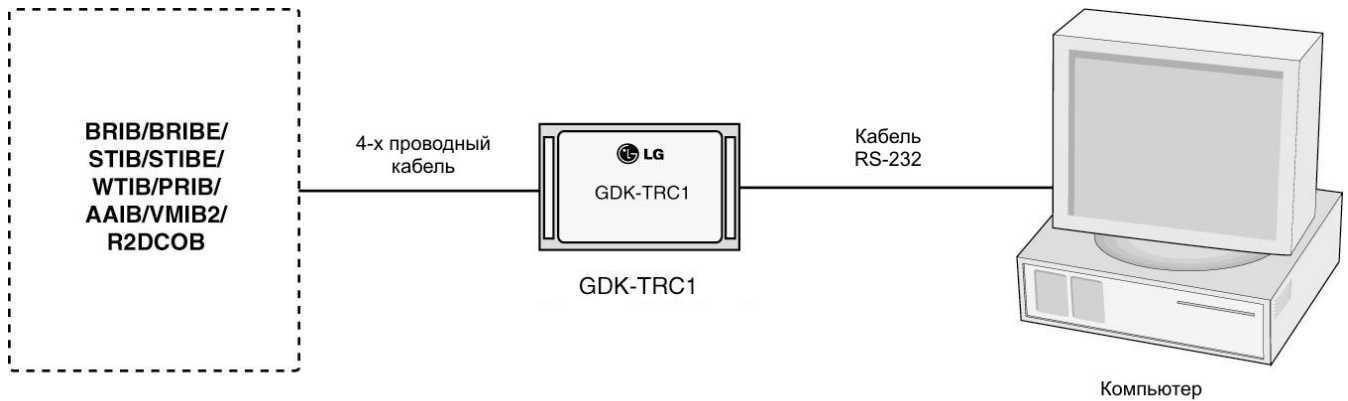 BRIB/BRIBE/
STIB/STIBE/
WTIB/PRIB/
AAIB/VMIB2/
R2DCOB
4-х проводный
кабель
LG
GDK-TRC1
GDK-TRC1
Кабель
RS-232
Компьютер